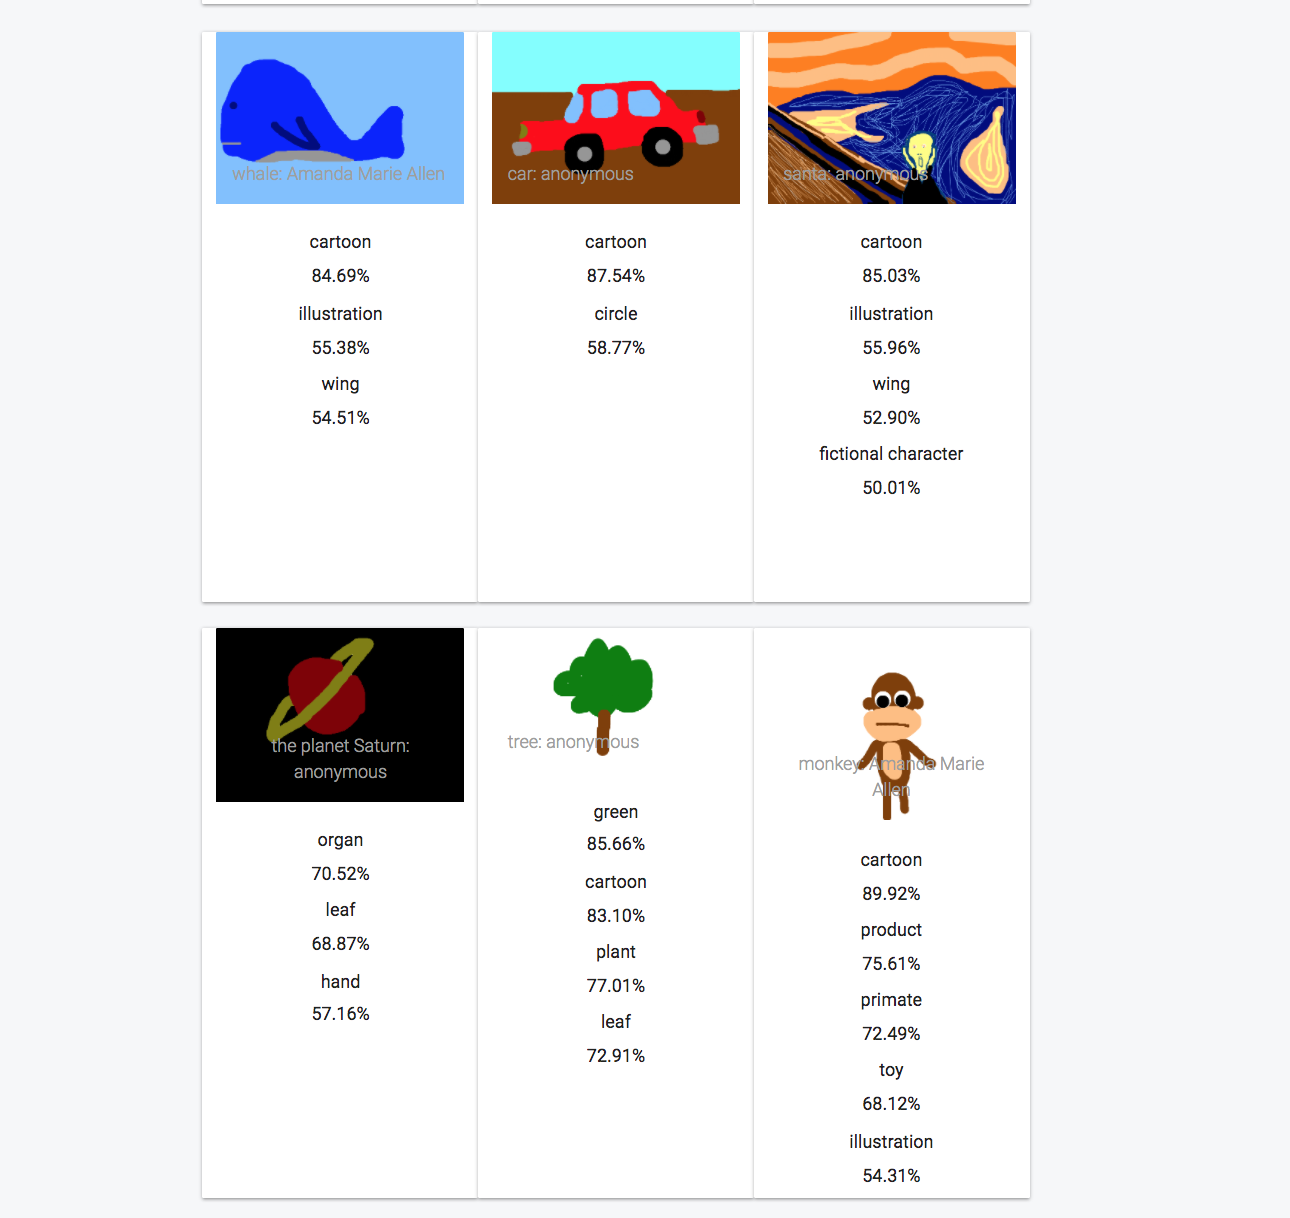 whale: Amanda Marie Allen
cartoon
84.69%
illustration
55.38%
wing
54.51%
car: anonymous
cartoon
87.54%
circle
58.77%
santa: anonymous
cartoon
85.03%
illustration
55.96%
wing
52.90%
fictional character
50.01%
the planet Saturn:
anonymous
organ
70.52%
leaf
68.87%
hand
57.16%
tree: anonymous
green
85.66%
cartoon
83.10%
plant
77.01%
leaf
72.91%
monkey: Amanda Marie
Allen
cartoon
89.92%
product
75.61%
primate
72.49%
toy
68.12%
illustration
54.31%